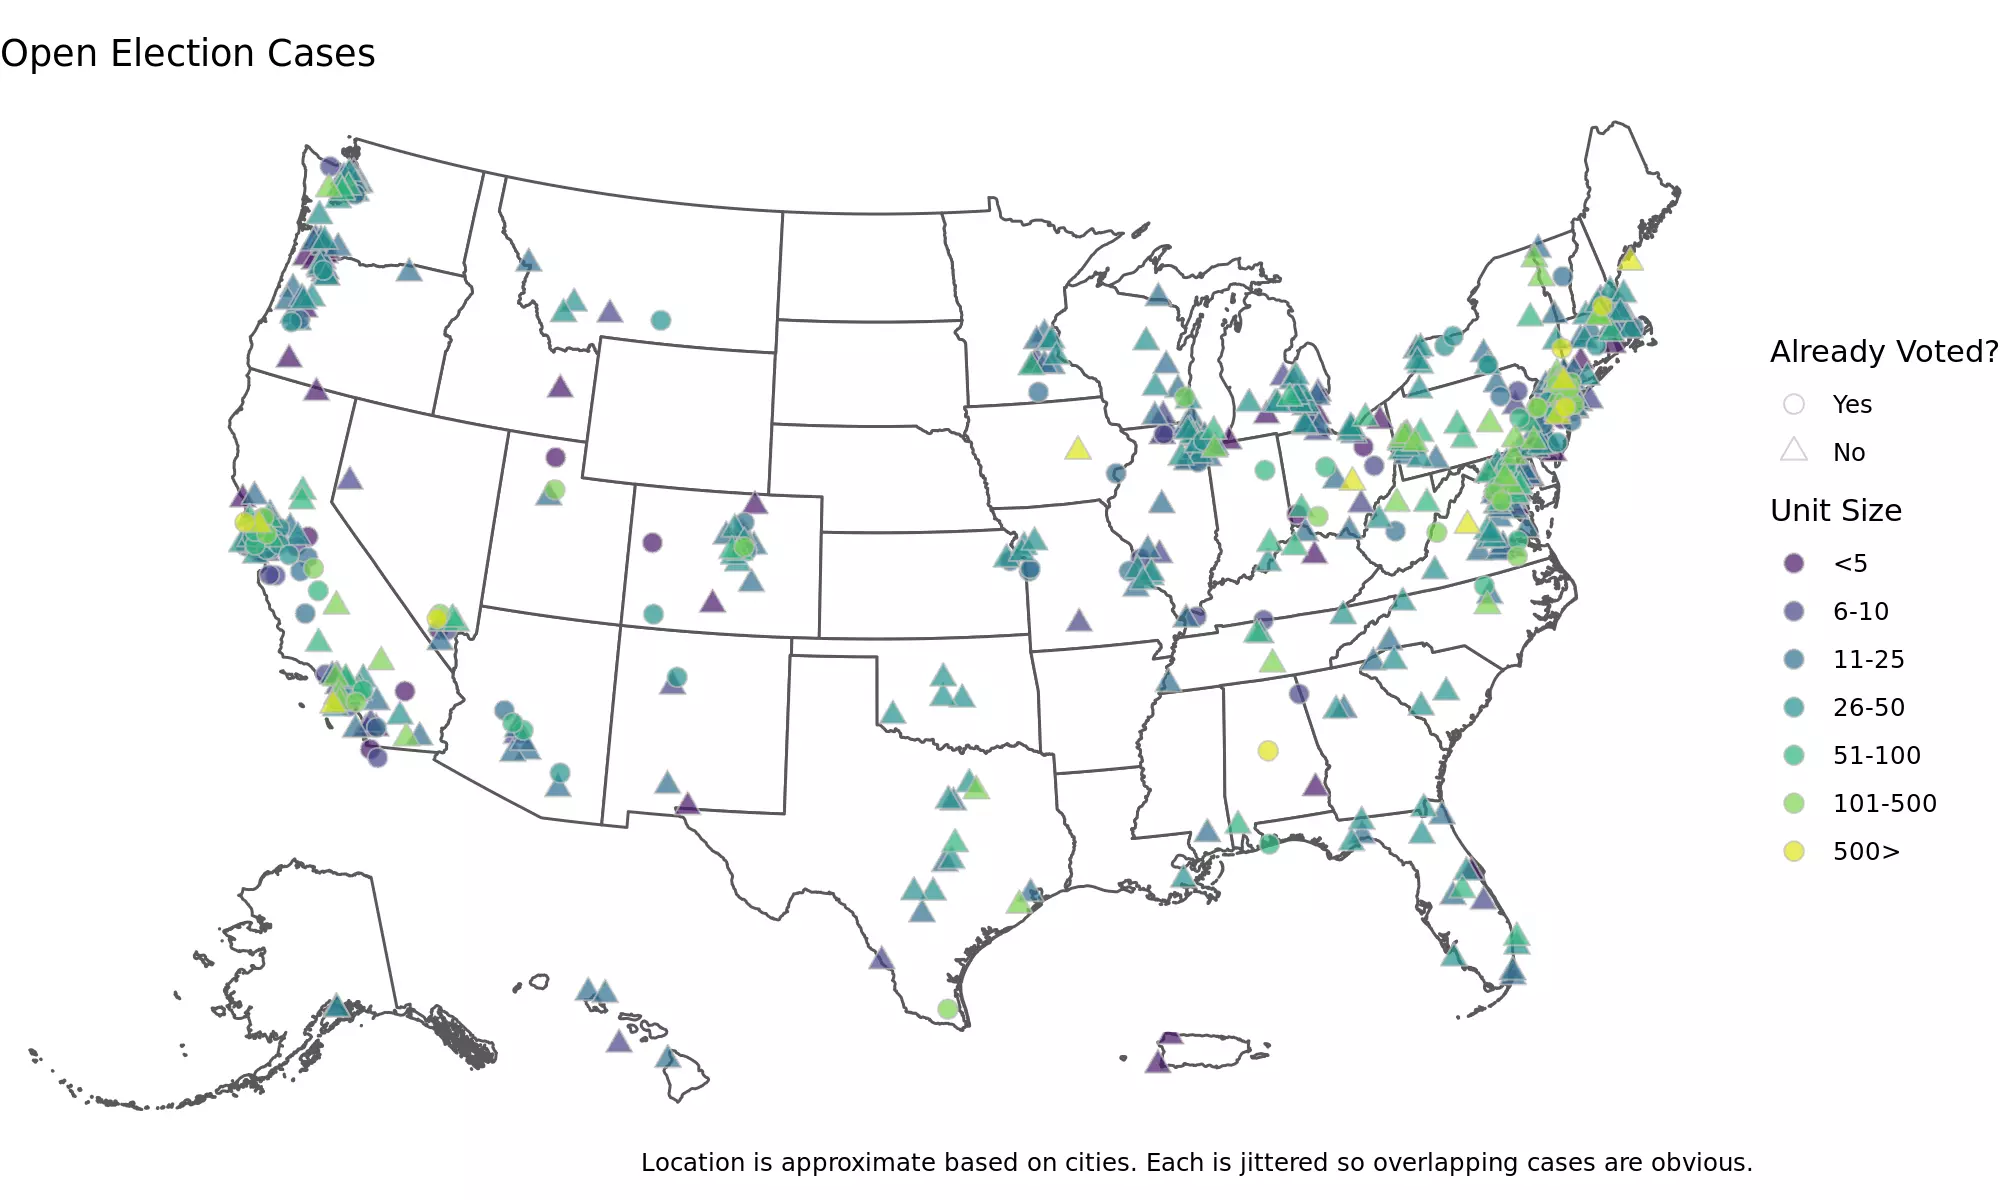 Open Election Cases
Already Voted?
Yes
No
Unit Size
<5
6-10
11-25
26-50
51-100
101-500
500>
Location is approximate based on cities. Each is jittered so overlapping cases are obvious.